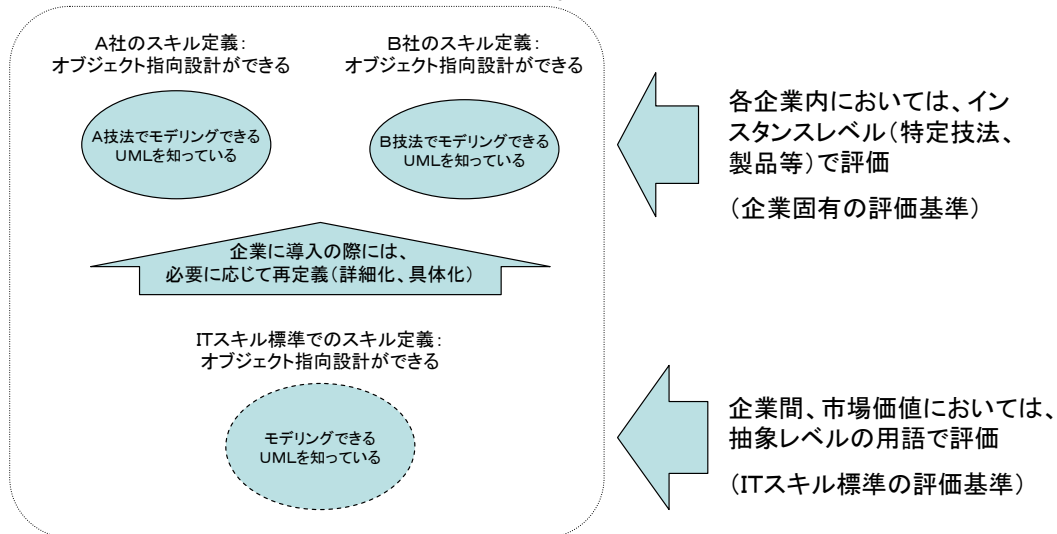 A社のスキル定義:
オブジェクト指向設計ができる
B社のスキル定義:
オブジェクト指向設計ができる
A技法でモデリングできる
UMLを知っている
B技法でモデリングできる
UMLを知っている
各企業内においては、イン
スタンスレベル(特定技法、
製品等)で評価
(企業固有の評価基準)
企業に導入の際には、
必要に応じて再定義(詳細化、具体化)
ITスキル標準でのスキル定義:
オブジェクト指向設計ができる
モデリングできる
UMLを知っている
企業間、市場価値においては、
抽象レベルの用語で評価
(ITスキル標準の評価基準)